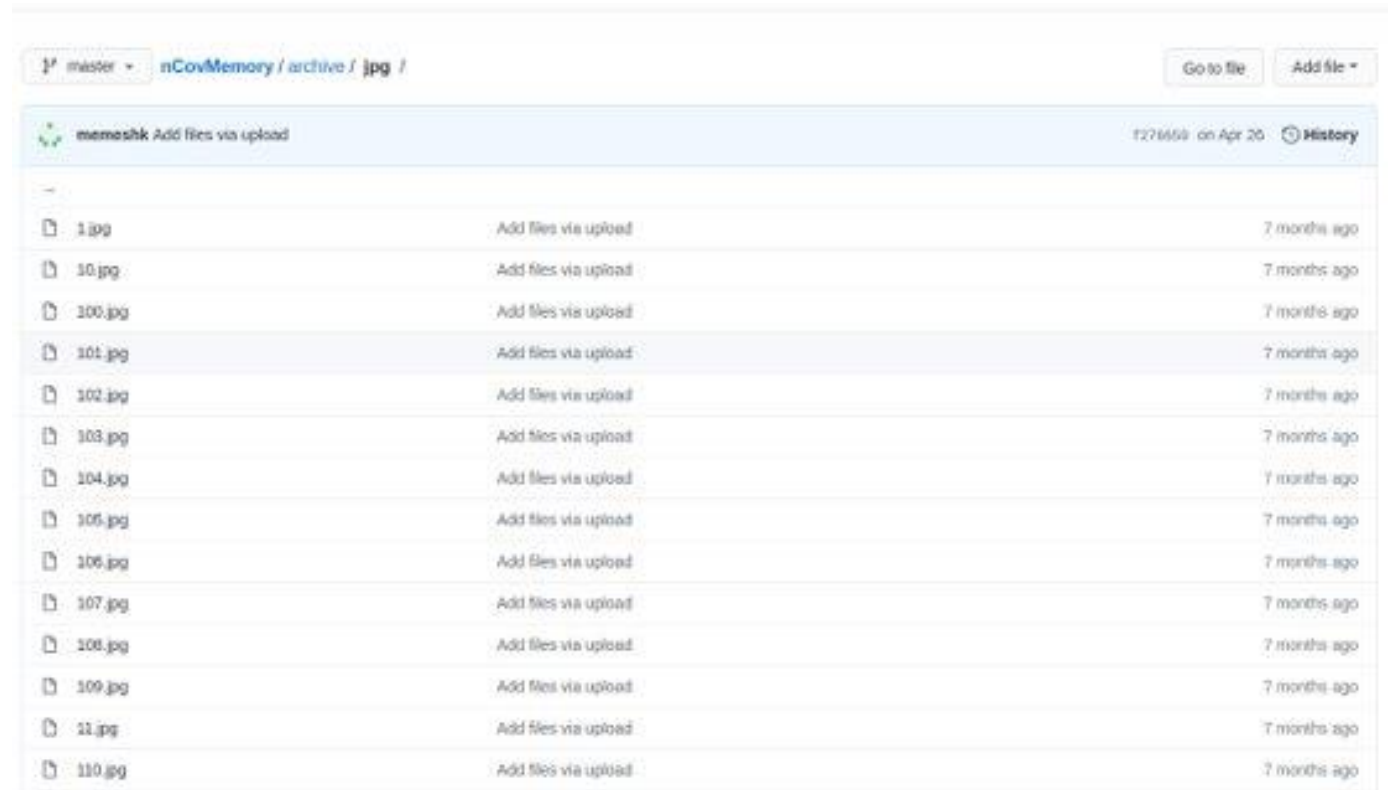 master nCovMemory / archive / jpg / Go to file Add file
memeshk Add files via upload on Apr 26 History
..
1.jpg Add files via upload 7 months ago
10.jpg Add files via upload 7 months ago
100.jpg Add files via upload 7 months ago
101.jpg Add files via upload 7 months ago
102.jpg Add files via upload 7 months ago
103.jpg Add files via upload 7 months ago
104.jpg Add files via upload 7 months ago
105.jpg Add files via upload 7 months ago
106.jpg Add files via upload 7 months ago
107.jpg Add files via upload 7 months ago
108.jpg Add files via upload 7 months ago
109.jpg Add files via upload 7 months ago
11.jpg Add files via upload 7 months ago
110.jpg Add files via upload 7 months ago